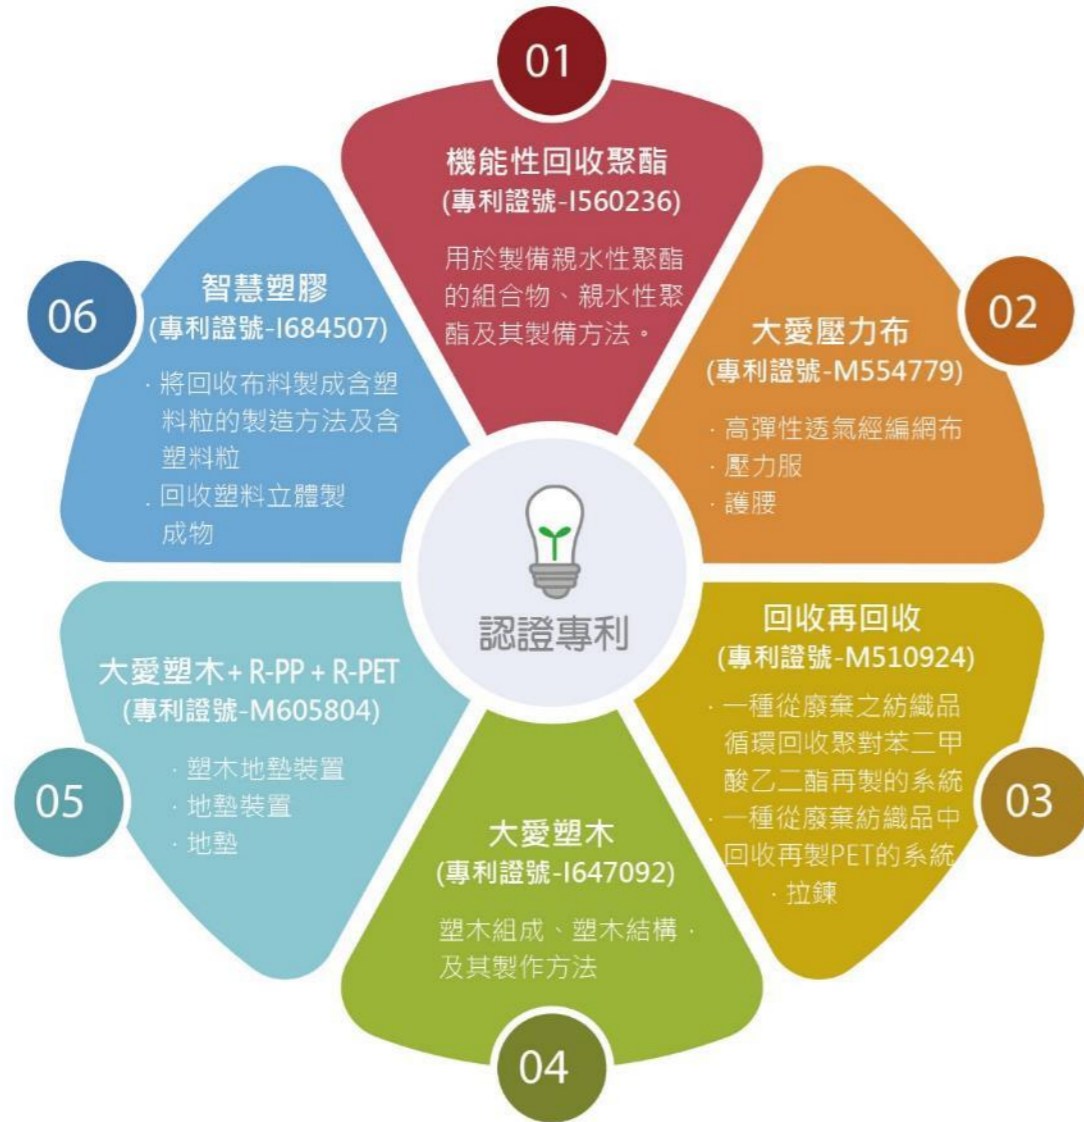 01
機能性回收聚酯
(專利證號-I560236)
用於製備親水性聚酯
的組合物、親水性聚
酯及其製備方法。
02
大愛壓力布
(專利證號-M554779)
· 高彈性透氣經編網布
· 壓力服
· 護腰
03
回收再回收
(專利證號-M510924)
· 一種從廢棄之紡織品
循環回收聚對苯二甲
酸乙二酯再製的系統
· 一種從廢棄紡織品中
回收再製PET的系統
· 拉鍊
04
大愛塑木
(專利證號-I647092)
塑木組成、塑木結構·
及其製作方法
05
大愛塑木+ R-PP + R-PET
(專利證號-M605804)
· 塑木地墊裝置
· 地墊裝置
· 地墊
06
智慧塑膠
(專利證號-I684507)
· 將回收布料製成含塑
料粒的製造方法及含
塑料粒
. 回收塑料立體製
成物
認證專利